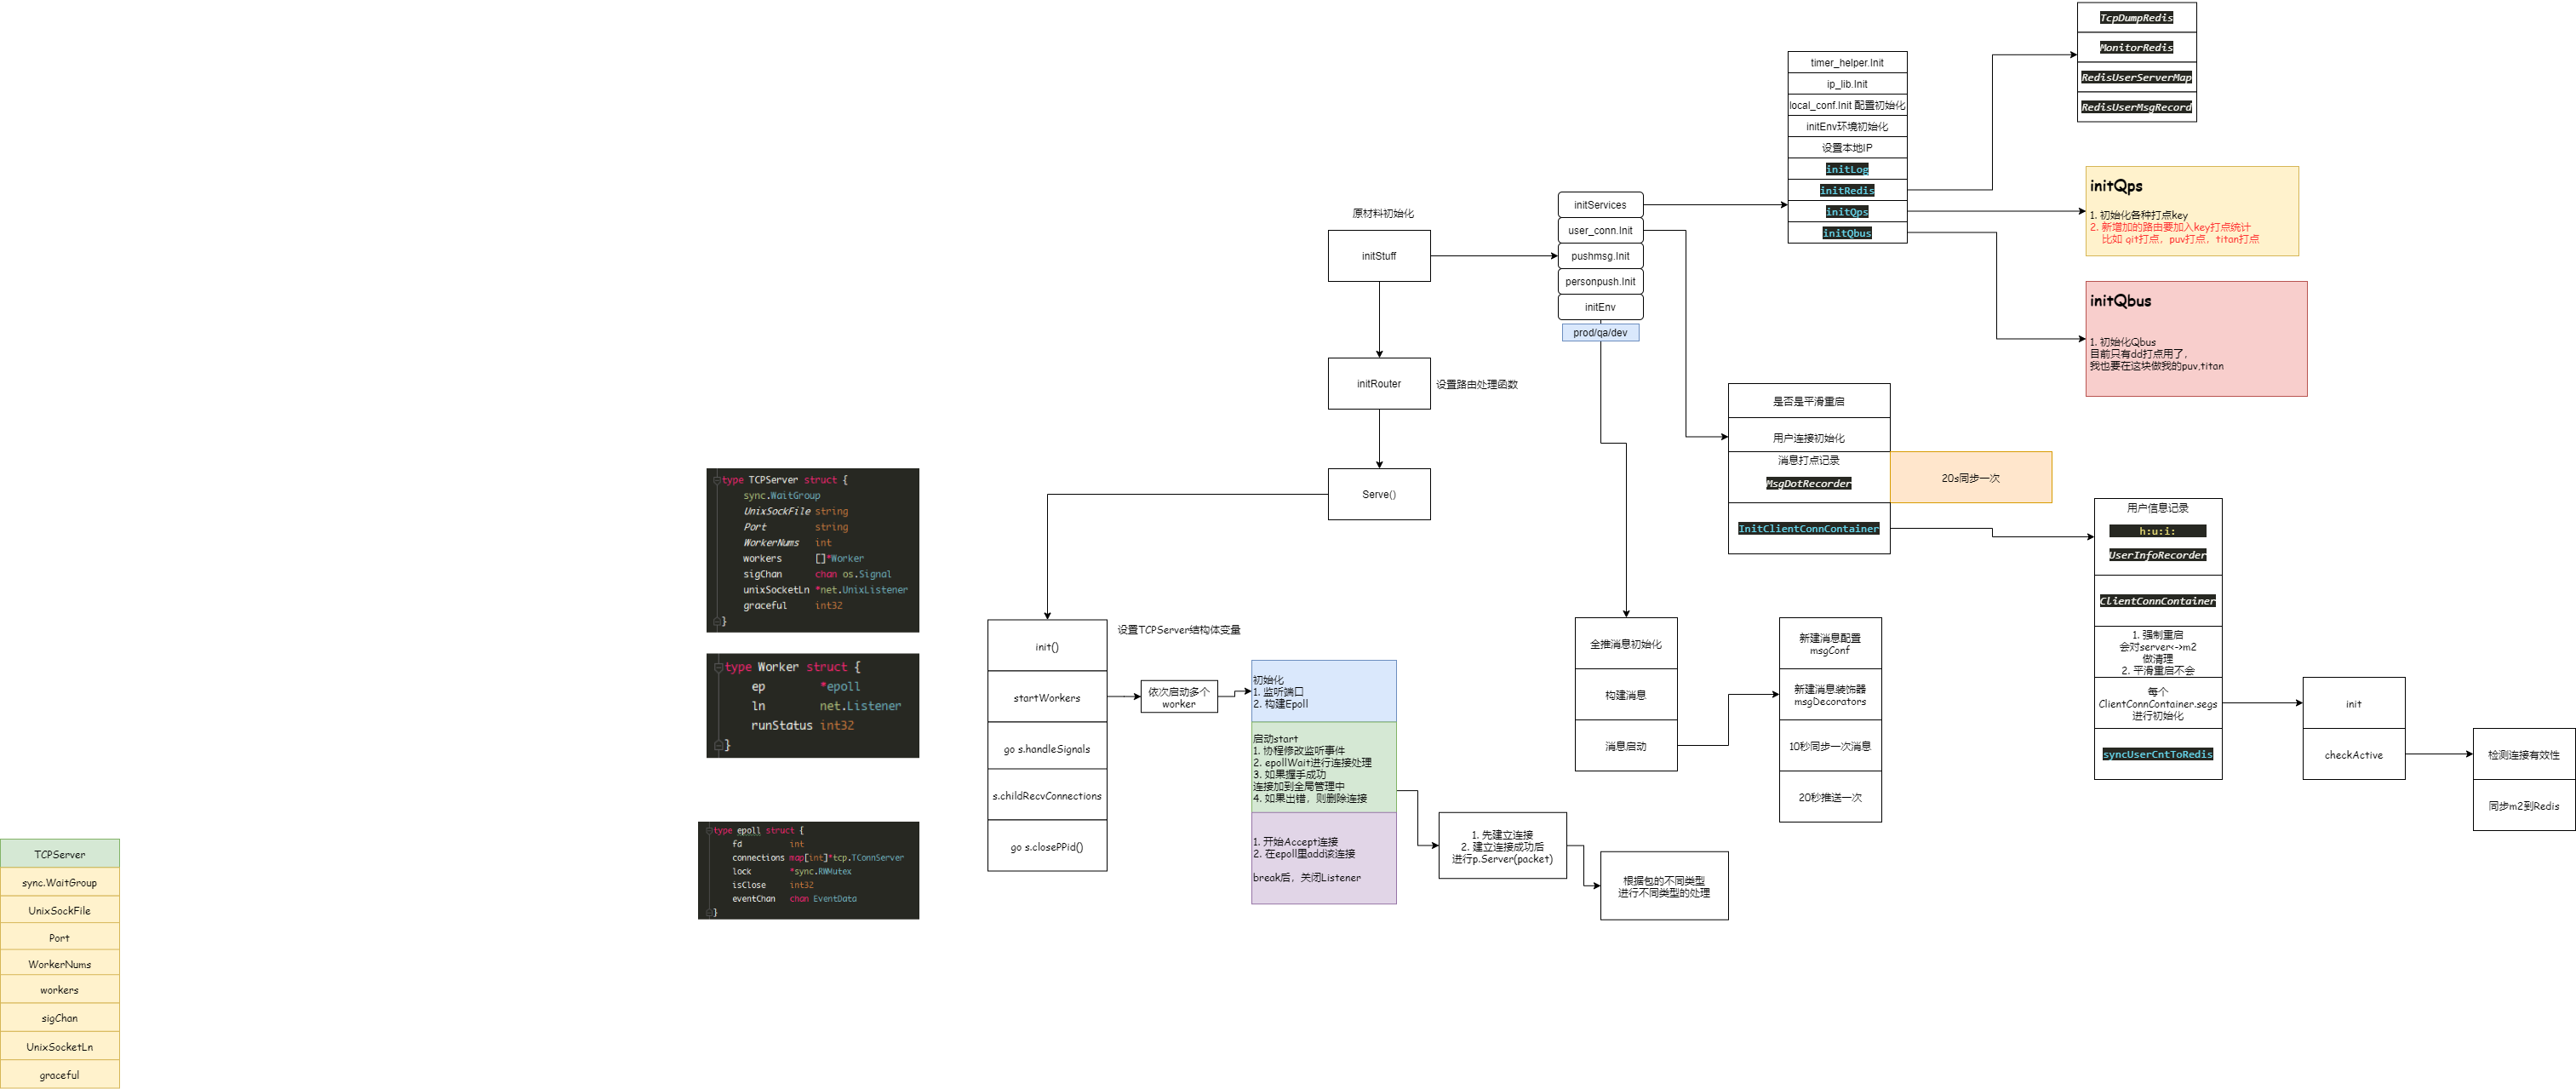 TcpDumpRedis
MonitorRedis
RedisUserServerMap
RedisUserMsgRecord
timer_helper.Init
ip_lib.Init
local_conf.Init 配置初始化
initEnv环境初始化
设置本地IP
initLog
initRedis
initQps
initQbus
initQps
1. 初始化各种打点key
2. 新增加的路由要加入key打点统计
比如 qit打点，puv打点，titan打点
initQbus
1. 初始化Qbus
目前只有dd打点用了，
我也要在这块做我的puv,titan
原材料初始化
initStuff
initServices
user_conn.Init
pushmsg.Init
personpush.Init
initEnv
prod/qa/dev
initRouter
设置路由处理函数
Serve()
是否是平滑重启
用户连接初始化
消息打点记录
MsgDotRecorder
20s同步一次
InitClientConnContainer
用户信息记录
h:u:i:
UserInfoRecorder
ClientConnContainer
1. 强制重启
会对server<->m2
做清理
2. 平滑重启不会
每个
ClientConnContainer.segs
进行初始化
syncUserCntToRedis
init
checkActive
检测连接有效性
同步m2到Redis
type TCPServer struct {
sync.WaitGroup
UnixSockFile string
Port string
WorkerNums int
workers []*Worker
sigChan chan os.Signal
unixSocketLn *net.UnixListener
graceful int32
}
type Worker struct {
ep *epoll
ln net.Listener
runStatus int32
}
type epoll struct {
fd int
connections map[int]*tcp.TConnServer
lock *sync.RWMutex
isClose int32
eventChan chan EventData
}
init()
设置TCPServer结构体变量
startWorkers
go s.handleSignals
s.childRecvConnections
go s.closePPid()
依次启动多个
worker
初始化
1. 监听端口
2. 构建Epoll
启动start
1. 协程修改监听事件
2. epollWait进行连接处理
3. 如果握手成功
连接加到全局管理中
4. 如果出错，则删除连接
1. 开始Accept连接
2. 在epoll里add该连接
break后，关闭Listener
1. 先建立连接
2. 建立连接成功后
进行p.Server(packet)
根据包的不同类型
进行不同类型的处理
全推消息初始化
构建消息
消息启动
新建消息配置
msgConf
新建消息装饰器
msgDecorators
10秒同步一次消息
20秒推送一次
TCPServer
sync.WaitGroup
UnixSockFile
Port
WorkerNums
workers
sigChan
UnixSocketLn
graceful